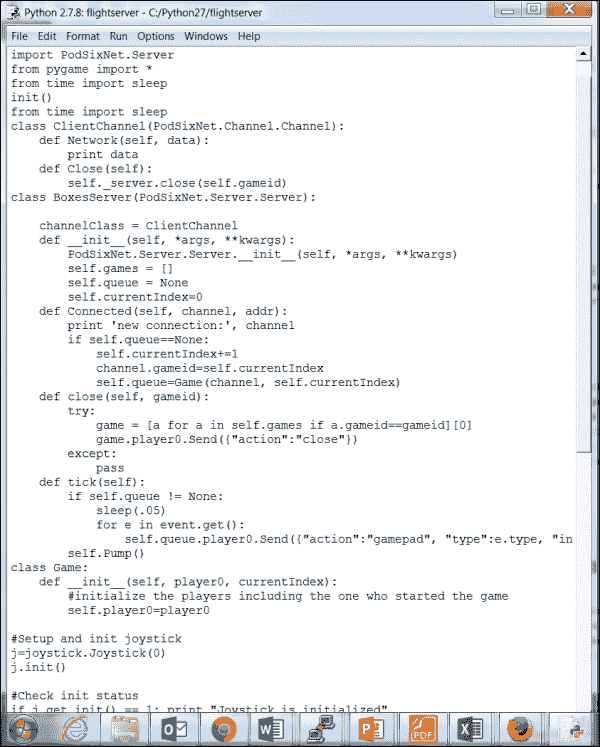 Python 2.7.8: flightserver - C:/Python27/flightserver
File Edit Format Run Options Windows Help
import PodSixNet.Server
from pygame import *
from time import sleep
init()
from time import sleep
class ClientChannel(PodSixNet.Channel.Channel):
    def Network(self, data):
        print data
    def Close(self):
        self._server.close(self.gameid)
class BoxesServer(PodSixNet.Server.Server):

    channelClass = ClientChannel
    def __init__(self, *args, **kwargs):
        PodSixNet.Server.Server.__init__(self, *args, **kwargs)
        self.games = []
        self.queue = None
        self.currentIndex=0
    def Connected(self, channel, addr):
        print 'new connection:', channel
        if self.queue==None:
            self.currentIndex+=1
            channel.gameid=self.currentIndex
            self.queue=Game(channel, self.currentIndex)
    def close(self, gameid):
        try:
            game = [a for a in self.games if a.gameid==gameid][0]
            game.player0.Send({"action":"close"})
        except:
            pass
    def tick(self):
        if self.queue != None:
            sleep(.05)
            for e in event.get():
                self.queue.player0.Send({"action":"gamepad", "type":e.type, "in
        self.Pump()
class Game:
    def __init__(self, player0, currentIndex):
        #initialize the players including the one who started the game
        self.player0=player0

#Setup and init joystick
j=joystick.Joystick(0)
j.init()

#Check init status
if j.get_init() == 1: print "Joystick is initialized"